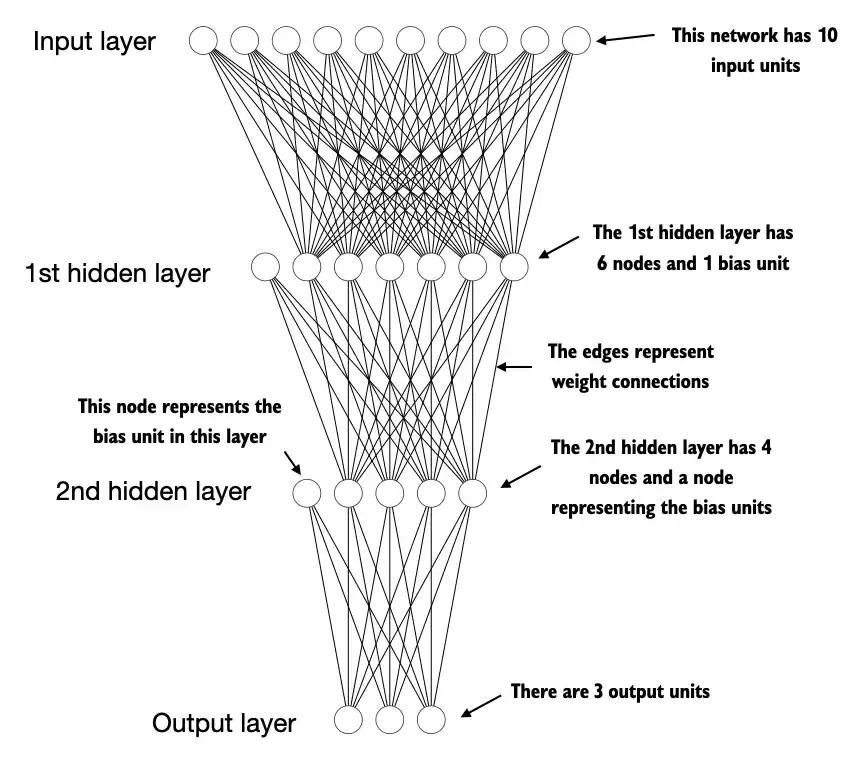 Input layer
This network has 10
input units
The 1st hidden layer has
6 nodes and 1 bias unit
1st hidden layer
The edges represent
weight connections
This node represents the
bias unit in this layer
The 2nd hidden layer has 4
nodes and a node
representing the bias units
2nd hidden layer
There are 3 output units
Output layer